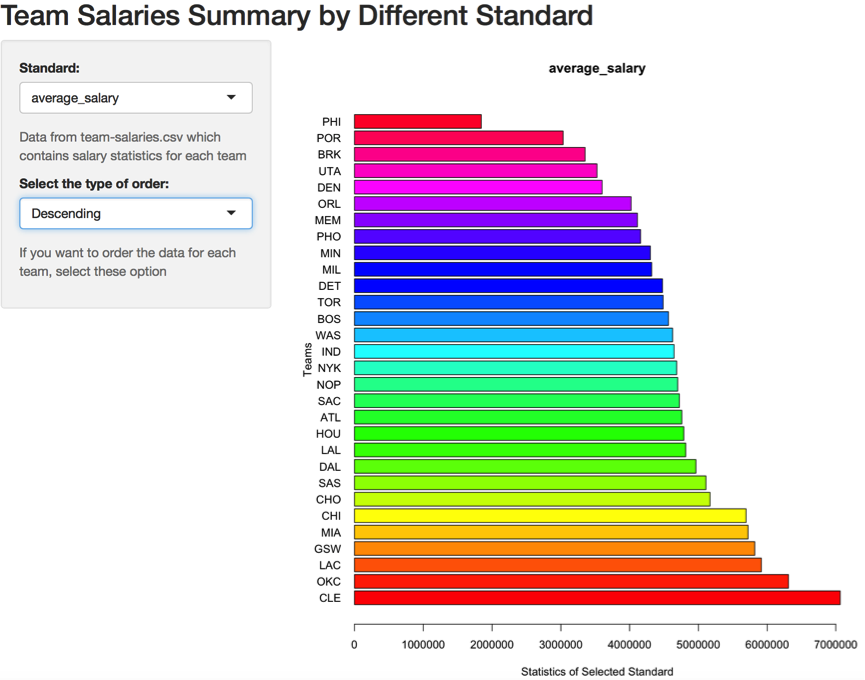 Team Salaries Summary by Different Standard
Standard:
average_salary
Data from team-salaries.csv which
contains salary statistics for each team
Select the type of order:
Descending
If you want to order the data for each
team, select these option
average_salary
Teams
PHI
POR
BRK
UTA
DEN
ORL
MEM
PHO
MIN
MIL
DET
TOR
BOS
WAS
IND
NYK
NOP
SAC
ATL
HOU
LAL
DAL
SAS
CHO
CHI
MIA
GSW
LAC
OKC
CLE
0 1000000 2000000 3000000 4000000 5000000 6000000 7000000
Statistics of Selected Standard